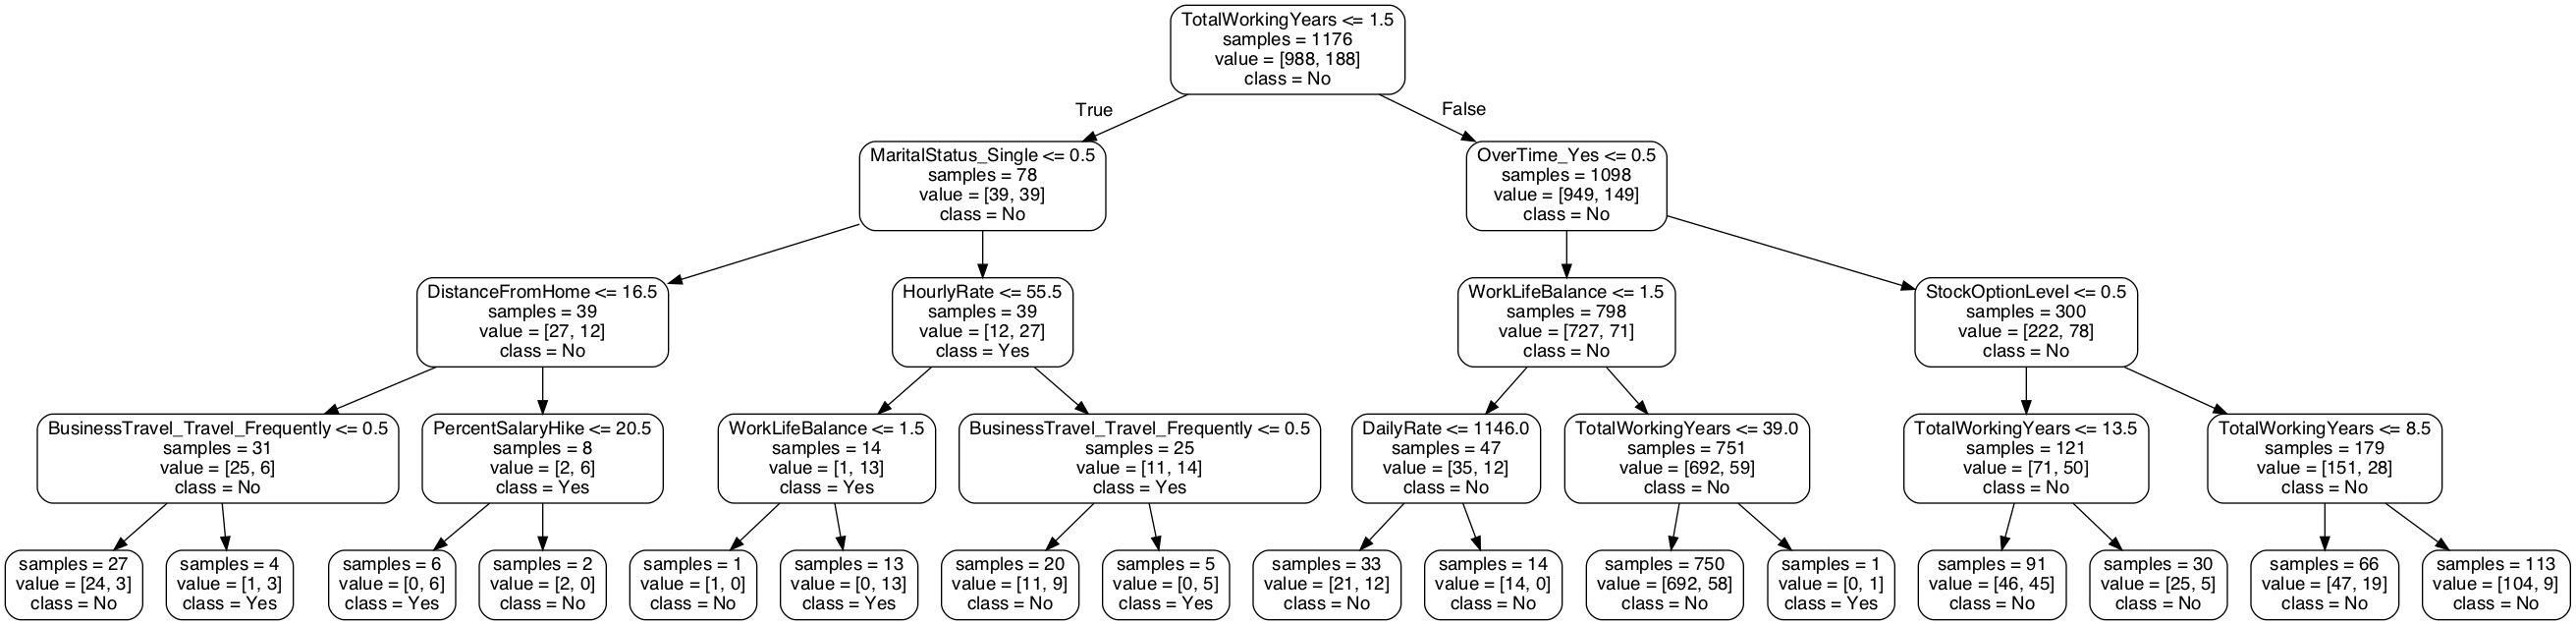 TotalWorkingYears <= 1.5
samples = 1176
value = [988, 188]
class = No
True
False
MaritalStatus_Single <= 0.5
samples = 78
value = [39, 39]
class = No
OverTime_Yes <= 0.5
samples = 1098
value = [949, 149]
class = No
DistanceFromHome <= 16.5
samples = 39
value = [27, 12]
class = No
HourlyRate <= 55.5
samples = 39
value = [12, 27]
class = Yes
WorkLifeBalance <= 1.5
samples = 798
value = [727, 71]
class = No
StockOptionLevel <= 0.5
samples = 300
value = [222, 78]
class = No
BusinessTravel_Travel_Frequently <= 0.5
samples = 31
value = [25, 6]
class = No
PercentSalaryHike <= 20.5
samples = 8
value = [2, 6]
class = Yes
WorkLifeBalance <= 1.5
samples = 14
value = [1, 13]
class = Yes
BusinessTravel_Travel_Frequently <= 0.5
samples = 25
value = [11, 14]
class = Yes
DailyRate <= 1146.0
samples = 47
value = [35, 12]
class = No
TotalWorkingYears <= 39.0
samples = 751
value = [692, 59]
class = No
TotalWorkingYears <= 13.5
samples = 121
value = [71, 50]
class = No
TotalWorkingYears <= 8.5
samples = 179
value = [151, 28]
class = No
samples = 27
value = [24, 3]
class = No
samples = 4
value = [1, 3]
class = Yes
samples = 6
value = [0, 6]
class = Yes
samples = 2
value = [2, 0]
class = No
samples = 1
value = [1, 0]
class = No
samples = 13
value = [0, 13]
class = Yes
samples = 20
value = [11, 9]
class = No
samples = 5
value = [0, 5]
class = Yes
samples = 33
value = [21, 12]
class = No
samples = 14
value = [14, 0]
class = No
samples = 750
value = [692, 58]
class = No
samples = 1
value = [0, 1]
class = Yes
samples = 91
value = [46, 45]
class = No
samples = 30
value = [25, 5]
class = No
samples = 66
value = [47, 19]
class = No
samples = 113
value = [104, 9]
class = No